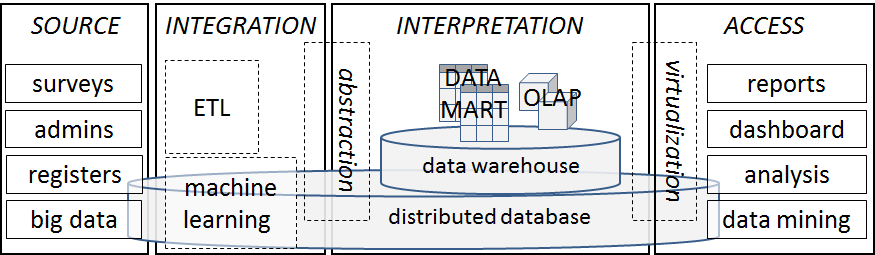 SOURCE
surveys
admins
registers
big data
INTEGRATION
ETL
machine
learning
abstraction
INTERPRETATION
DATA
MART
OLAP
data warehouse
distributed database
virtualization
ACCESS
reports
dashboard
analysis
data mining